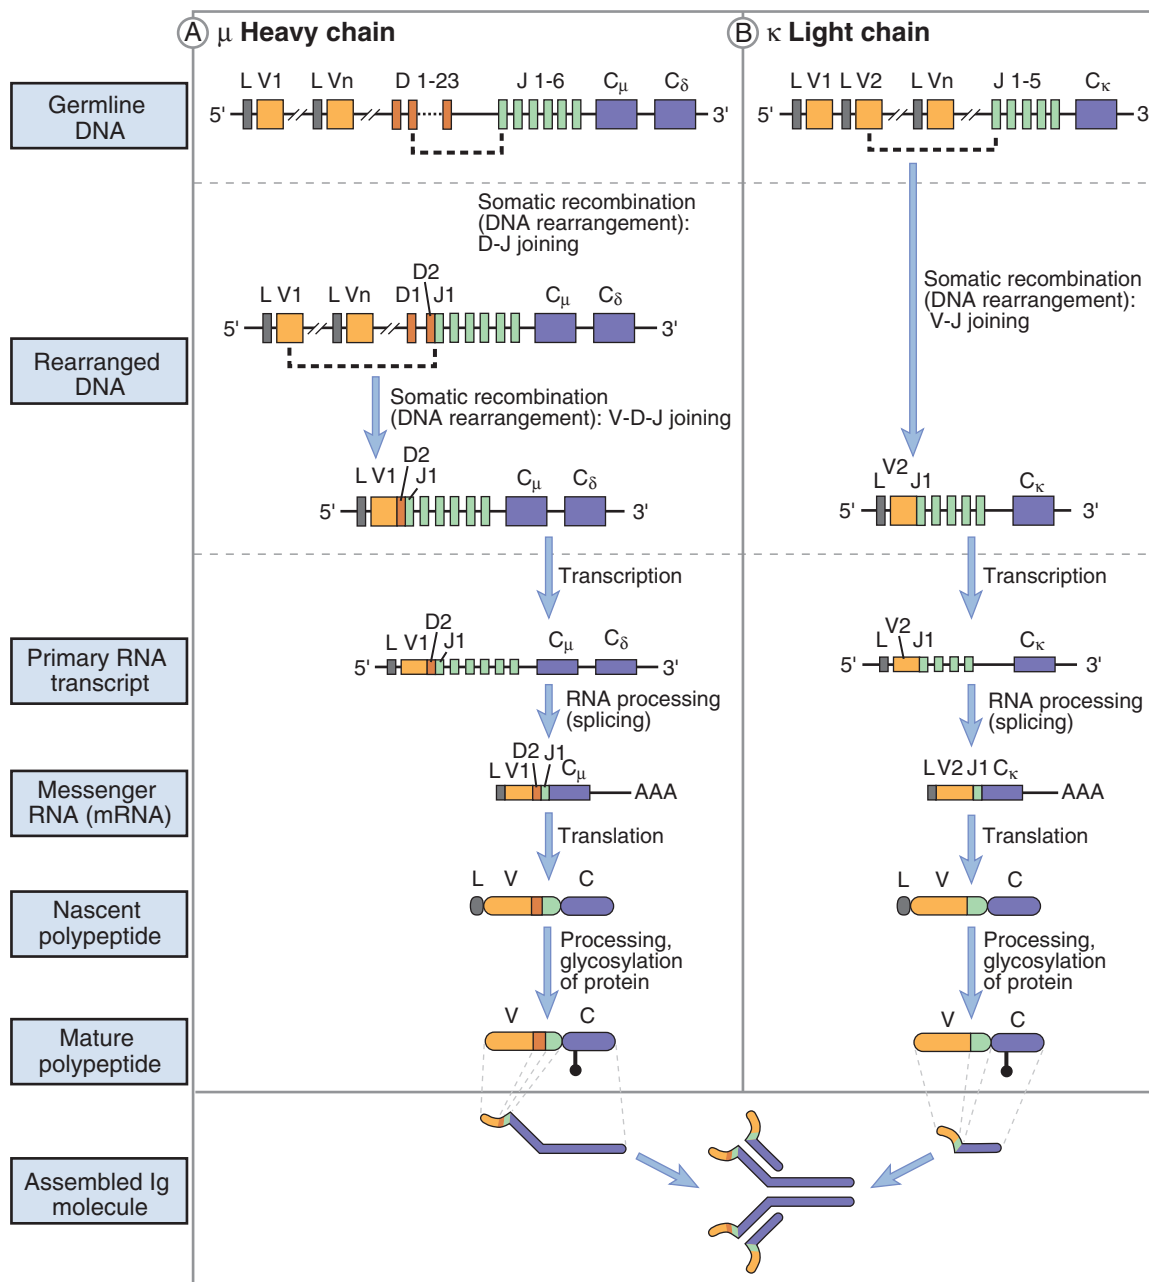 A μ Heavy chain
B κ Light chain
Germline
DNA
L V1 L Vn D 1-23 J 1-6 Cμ Cδ
5' 3'
L V1 L V2 L Vn J 1-5 Cκ
5' 3'
Somatic recombination
(DNA rearrangement):
D-J joining
Rearranged
DNA
D2
L V1 L Vn D1 J1 Cμ Cδ
5' 3'
Somatic recombination
(DNA rearrangement): V-D-J joining
Somatic recombination
(DNA rearrangement):
V-J joining
D2
L V1 J1 Cμ Cδ
5' 3'
V2
L J1 Cκ
5' 3'
Transcription
Transcription
Primary RNA
transcript
D2
L V1 J1 Cμ Cδ
5' 3'
V2
L J1 Cκ
5' 3'
RNA processing
(splicing)
RNA processing
(splicing)
Messenger
RNA (mRNA)
D2 J1
L V1 Cμ
AAA
L V2 J1 Cκ
AAA
Translation
Translation
Nascent
polypeptide
L V C
L V C
Processing,
glycosylation
of protein
Processing,
glycosylation
of protein
Mature
polypeptide
V C
V C
Assembled Ig
molecule